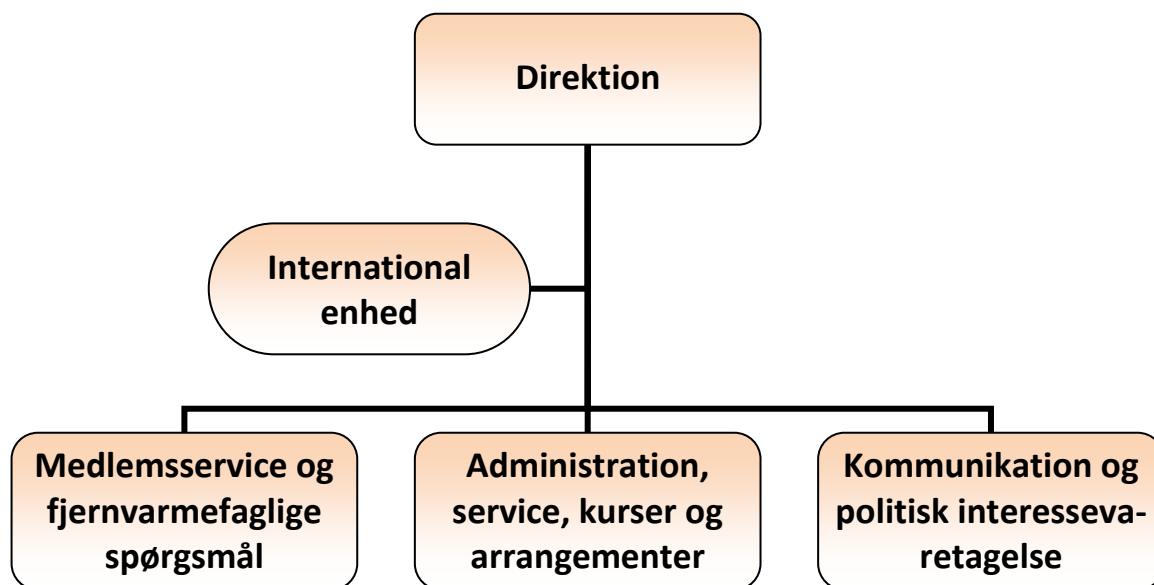 Direktion
International
enhed
Medlemsservice og
fjernvarmefaglige
spørgsmål
Administration,
service, kurser og
arrangementer
Kommunikation og
politisk interesseva-
retagelse